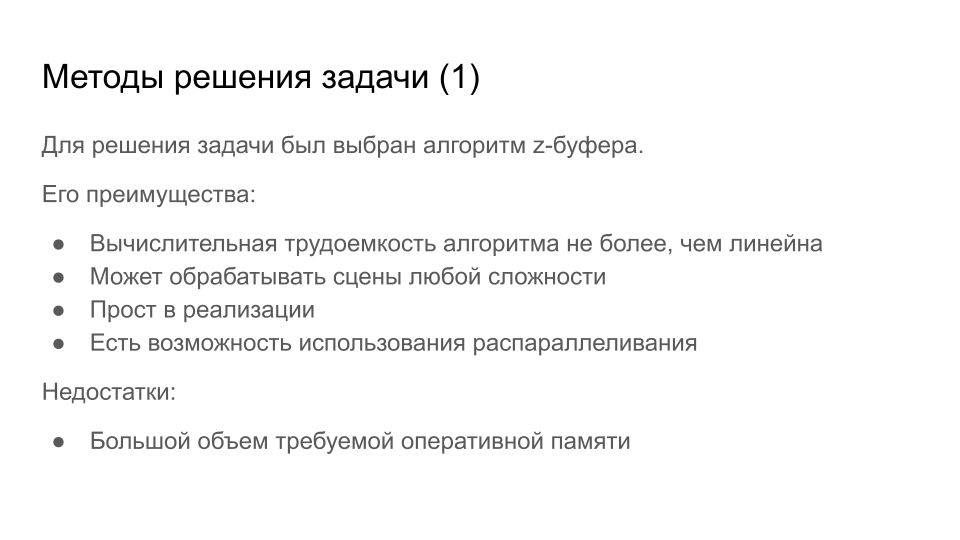 Методы решения задачи (1)
Для решения задачи был выбран алгоритм z-буфера.
Его преимущества:
● Вычислительная трудоемкость алгоритма не более, чем линейна
● Может обрабатывать сцены любой сложности
● Прост в реализации
● Есть возможность использования распараллеливания
Недостатки:
● Большой объем требуемой оперативной памяти